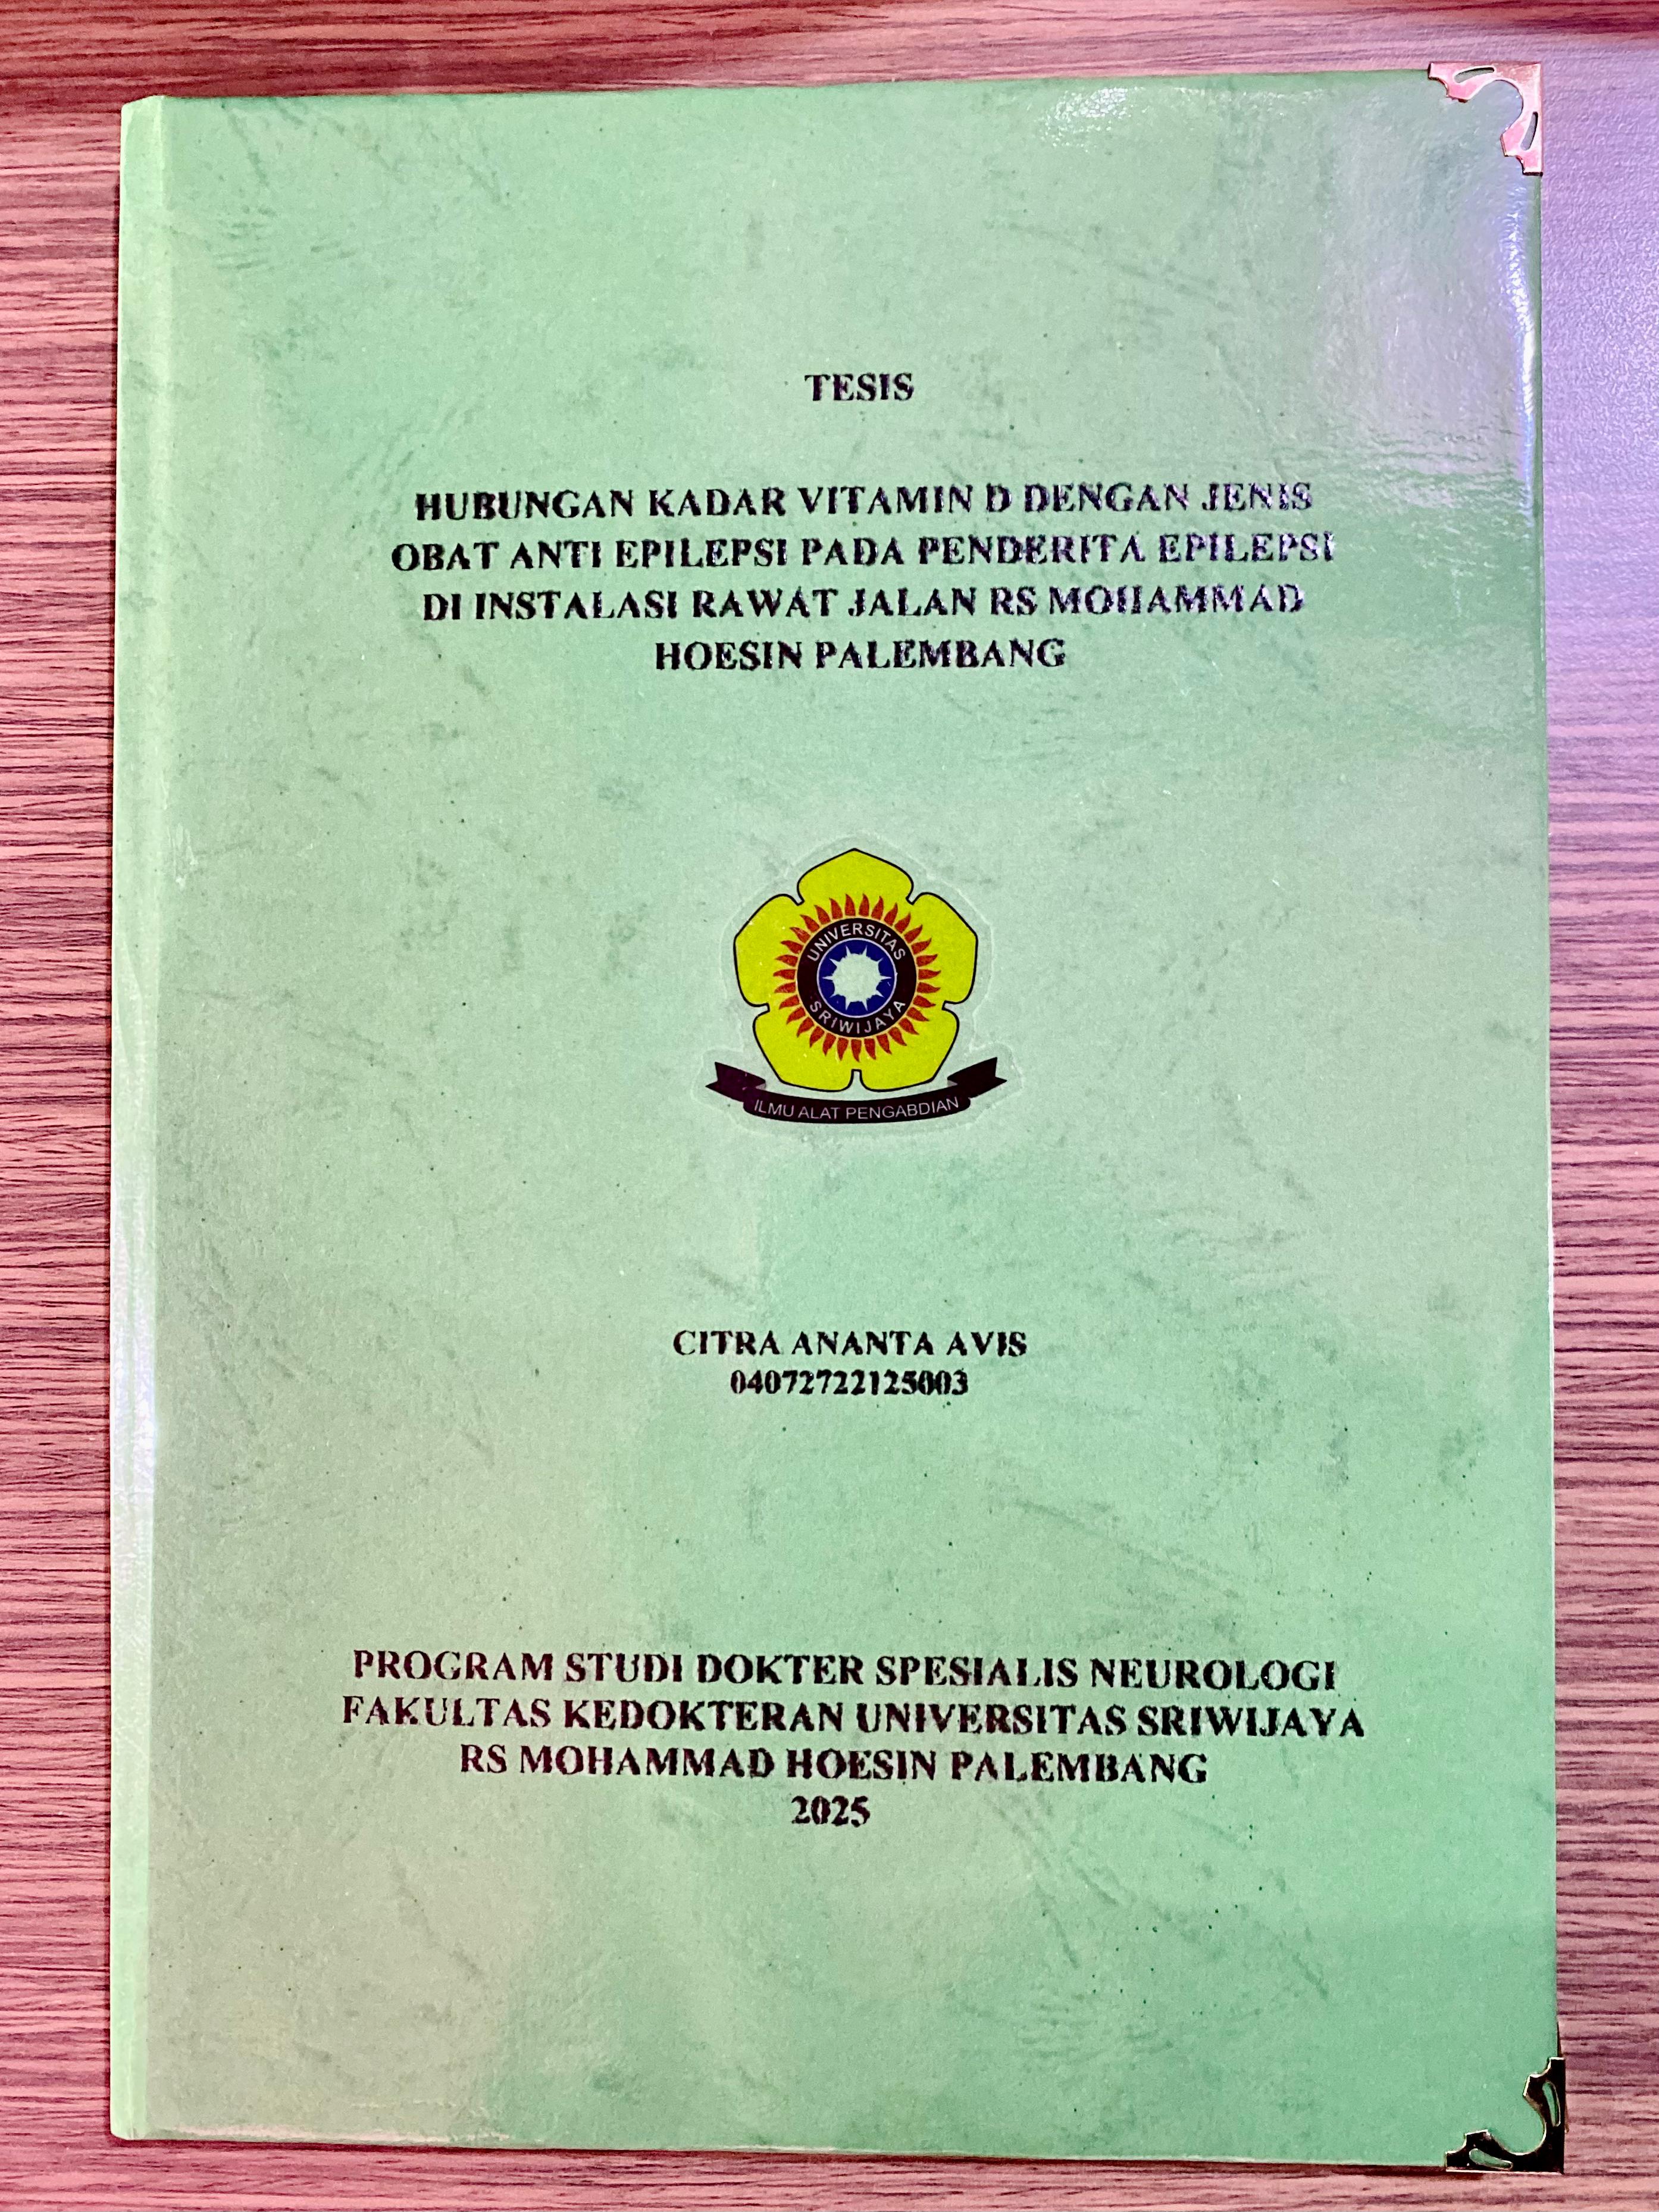 TESIS
HUBUNGAN KADAR VITAMIN D DENGAN JENIS
OBAT ANTI EPILEPSI PADA PENDERITA EPILEPSI
DI INSTALASI RAWAT JALAN RS MOHAMMAD
HOESIN PALEMBANG
UNIVERSITAS
SRIWIJAYA
ILMU ALAT PENGABDIAN
CITRA ANANTA AVIS
04072722125003
PROGRAM STUDI DOKTER SPESIALIS NEUROLOGI
FAKULTAS KEDOKTERAN UNIVERSITAS SRIWIJAYA
RS MOHAMMAD HOESIN PALEMBANG
2025